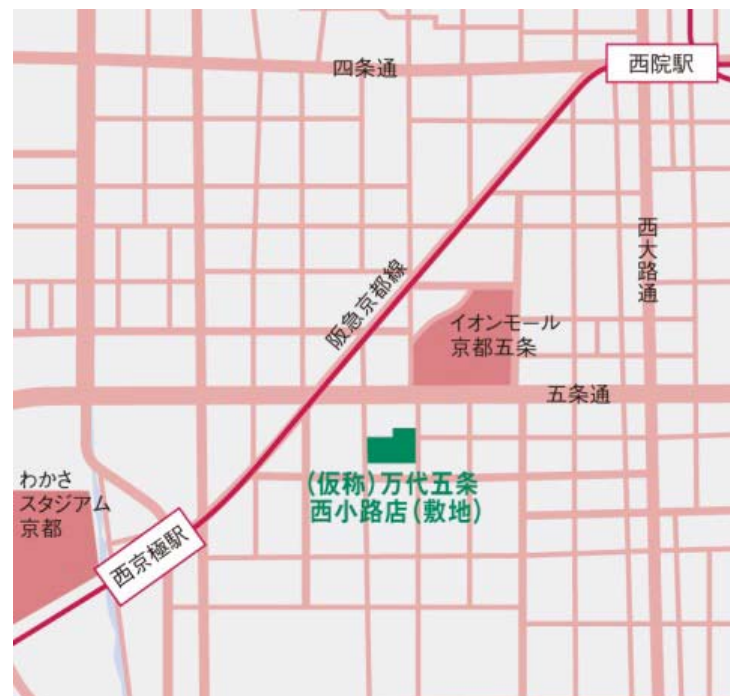 四条通
西院駅
西大路通
阪急京都線
イオンモール
京都五条
五条通
わかさ
スタジアム
京都
(仮称)万代五条
西小路店(敷地)
西京極駅